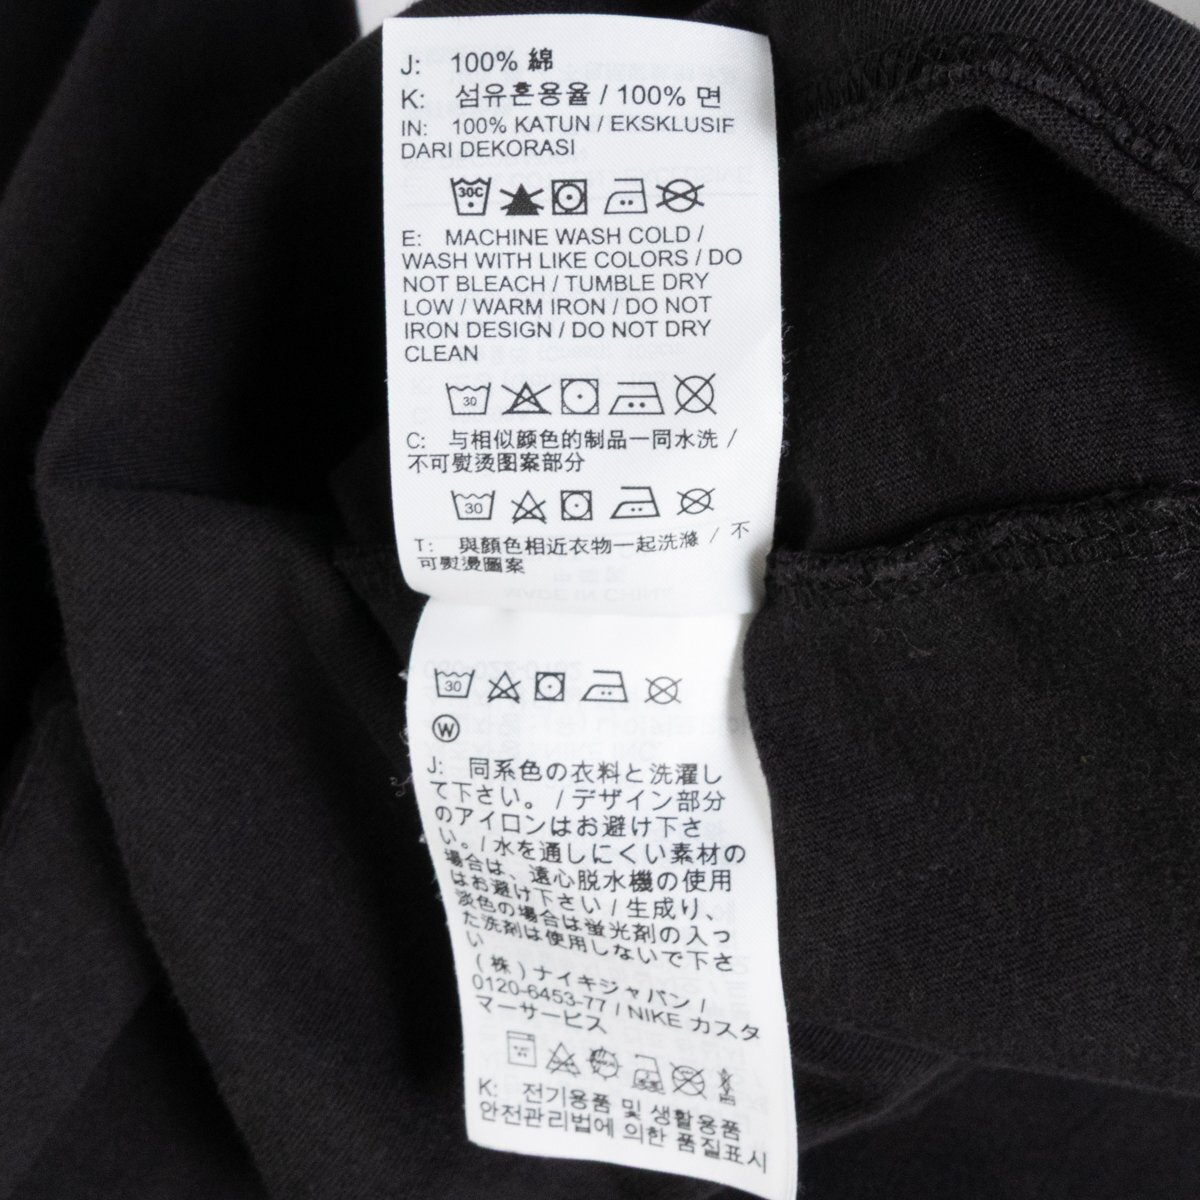 J: 100% 綿
K: 섬유혼용율 / 100% 면
IN: 100% KATUN / EKSKLUSIF
DARI DEKORASI
30C
E: MACHINE WASH COLD /
WASH WITH LIKE COLORS / DO
NOT BLEACH / TUMBLE DRY
LOW / WARM IRON / DO NOT
IRON DESIGN / DO NOT DRY
CLEAN
30
C: 与相似颜色的制品一同水洗 /
不可熨烫图案部分
30
T: 與顏色相近衣物一起洗滌 / 不
可熨燙圖案
30
W
J: 同系色の衣料と洗濯し
て下さい。 / デザイン部分
のアイロンはお避け下さ
い。/ 水を通しにくい素材の
場合は、遠心脱水機の使用
はお避け下さい / 生成り、
淡色の場合は蛍光剤の入っ
た洗剤は使用しないで下さ
い
(株) ナイキジャパン /
0120-6453-77 / NIKE カスタ
マーサービス
K: 전기용품 및 생활용품
안전관리법에 의한 품질표시